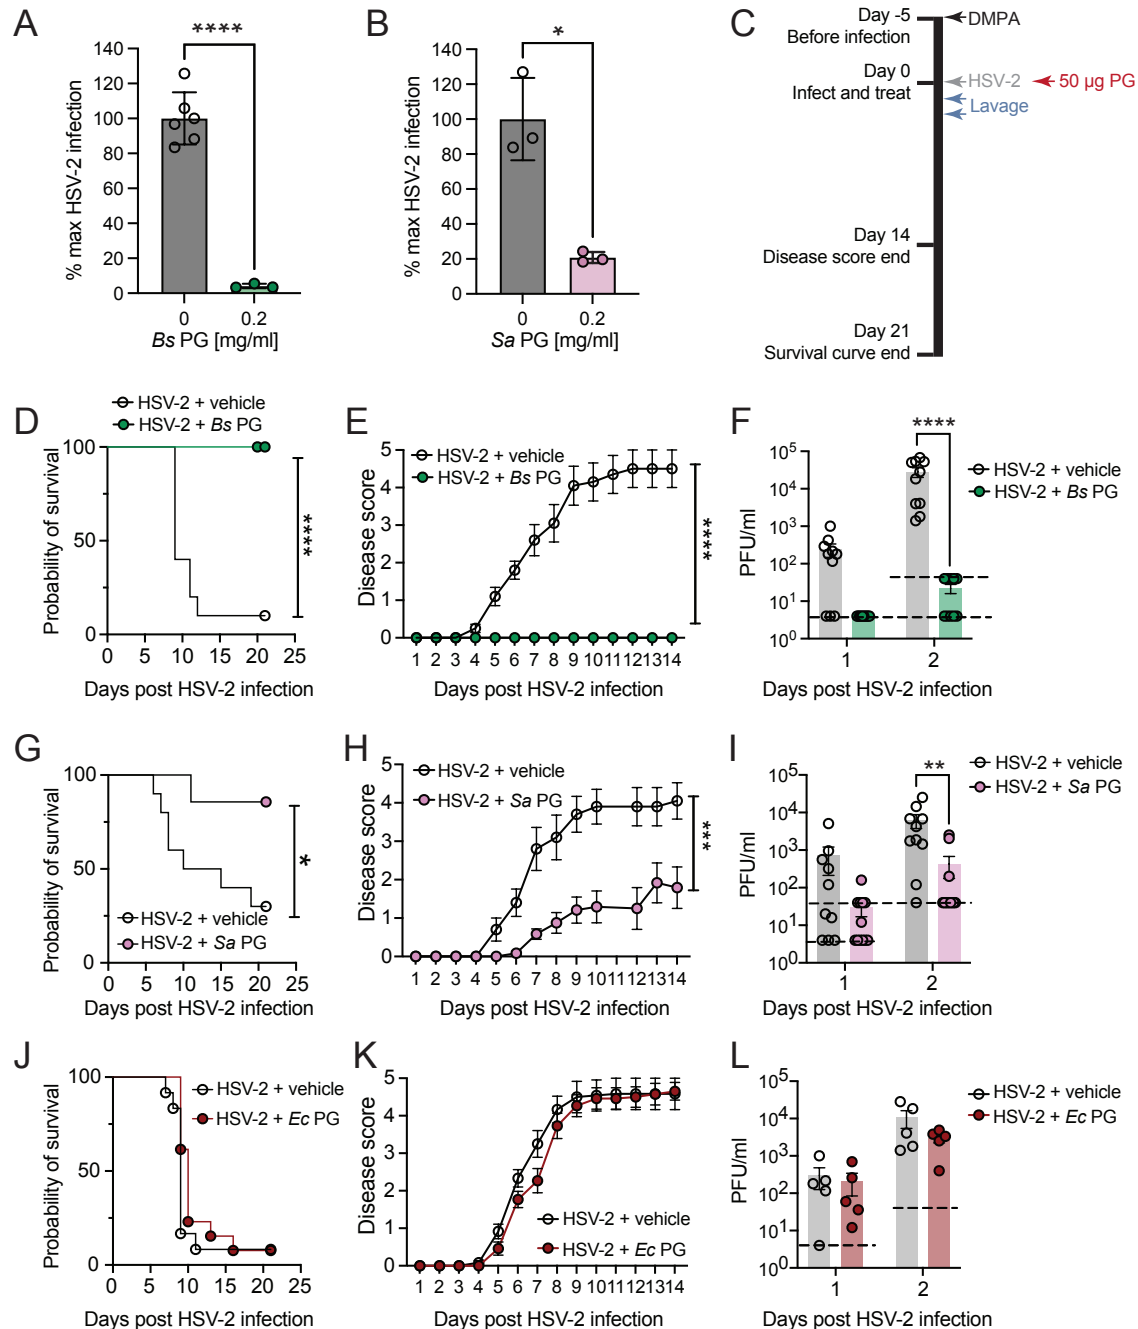 A
****
% max HSV-2 infection
140
120
100
80
60
40
20
0
0
0.2
Bs PG [mg/ml]
B
*
% max HSV-2 infection
140
120
100
80
60
40
20
0
0
0.2
Sa PG [mg/ml]
C
Day -5
Before infection
DMPA
Day 0
Infect and treat
HSV-2
50 µg PG
Lavage
Day 14
Disease score end
Day 21
Survival curve end
D
HSV-2 + vehicle
HSV-2 + Bs PG
Probability of survival
100
50
0
0
5
10
15
20
25
****
Days post HSV-2 infection
E
HSV-2 + vehicle
HSV-2 + Bs PG
Disease score
5
4
3
2
1
0
1 2 3 4 5 6 7 8 9 10 11 12 13 14
****
Days post HSV-2 infection
F
****
HSV-2 + vehicle
HSV-2 + Bs PG
PFU/ml
10^5
10^4
10^3
10^2
10^1
10^0
1
2
Days post HSV-2 infection
G
Probability of survival
100
50
0
HSV-2 + vehicle
HSV-2 + Sa PG
0
5
10
15
20
25
*
Days post HSV-2 infection
H
HSV-2 + vehicle
HSV-2 + Sa PG
Disease score
5
4
3
2
1
0
1 2 3 4 5 6 7 8 9 10 11 12 13 14
***
Days post HSV-2 infection
I
**
HSV-2 + vehicle
HSV-2 + Sa PG
PFU/ml
10^5
10^4
10^3
10^2
10^1
10^0
1
2
Days post HSV-2 infection
J
HSV-2 + vehicle
HSV-2 + Ec PG
Probability of survival
100
50
0
0
5
10
15
20
25
Days post HSV-2 infection
K
Disease score
5
4
3
2
1
0
HSV-2 + vehicle
HSV-2 + Ec PG
1 2 3 4 5 6 7 8 9 10 11 12 13 14
Days post HSV-2 infection
L
HSV-2 + vehicle
HSV-2 + Ec PG
PFU/ml
10^5
10^4
10^3
10^2
10^1
10^0
1
2
Days post HSV-2 infection